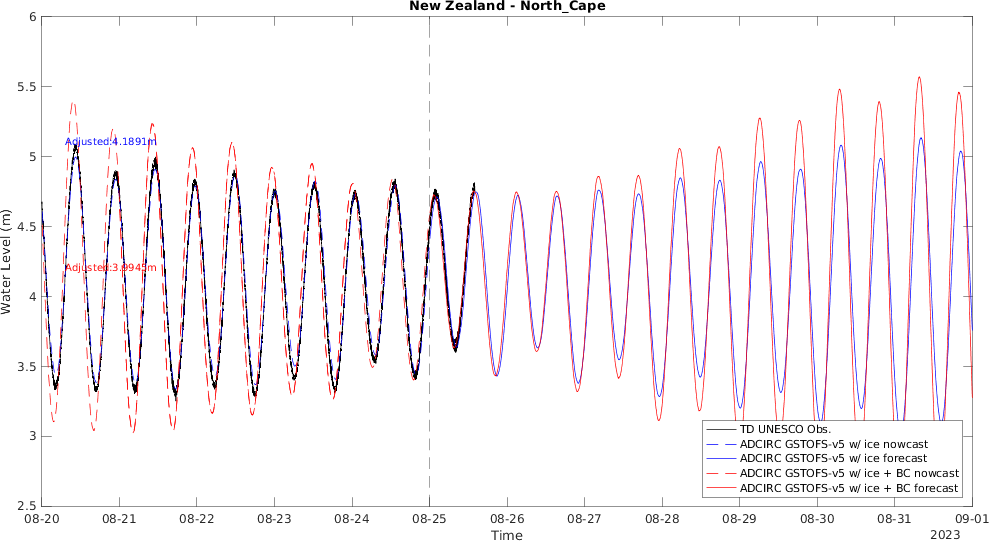 New Zealand - North_Cape
6
5.5
5
4.5
4
3.5
3
2.5
Water Level (m)
Adjusted:4.1891m
Adjusted:3.9945m
TD UNESCO Obs.
ADCIRC GSTOFS-v5 w/ ice nowcast
ADCIRC GSTOFS-v5 w/ ice forecast
ADCIRC GSTOFS-v5 w/ ice + BC nowcast
ADCIRC GSTOFS-v5 w/ ice + BC forecast
08-20 08-21 08-22 08-23 08-24 08-25 08-26 08-27 08-28 08-29 08-30 08-31 09-01
Time
2023